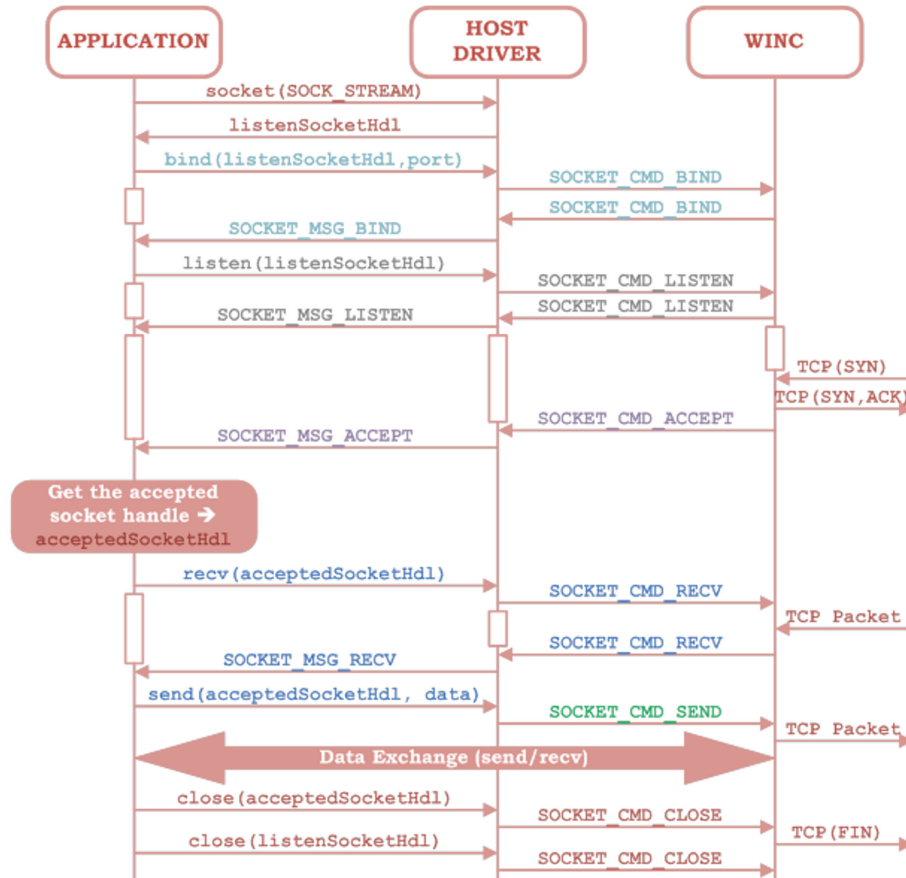 APPLICATION
HOST
DRIVER
WINC
socket(SOCK_STREAM)
listenSocketHdl
bind(listenSocketHdl,port)
SOCKET_CMD_BIND
SOCKET_CMD_BIND
SOCKET_MSG_BIND
listen(listenSocketHdl)
SOCKET_CMD_LISTEN
SOCKET_CMD_LISTEN
SOCKET_MSG_LISTEN
TCP(SYN)
TCP(SYN,ACK)
SOCKET_CMD_ACCEPT
SOCKET_MSG_ACCEPT
Get the accepted
socket handle ➔
acceptedSocketHdl
recv(acceptedSocketHdl)
SOCKET_CMD_RECV
TCP Packet
SOCKET_CMD_RECV
SOCKET_MSG_RECV
send(acceptedSocketHdl, data)
SOCKET_CMD_SEND
TCP Packet
Data Exchange (send/recv)
close(acceptedSocketHdl)
SOCKET_CMD_CLOSE
TCP(FIN)
close(listenSocketHdl)
SOCKET_CMD_CLOSE